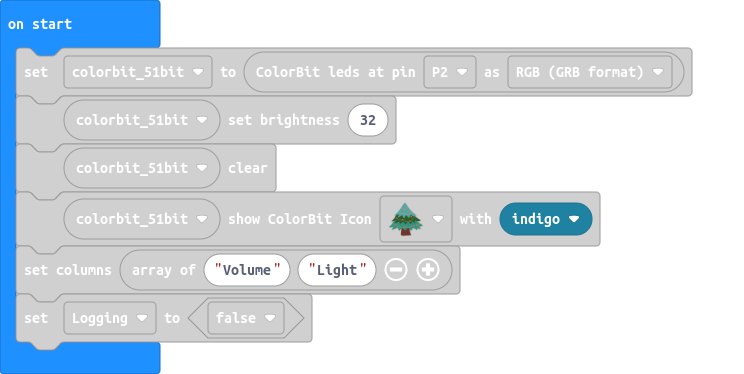 on start
set colorbit_51bit to ColorBit leds at pin P2 as RGB (GRB format)
colorbit_51bit set brightness 32
colorbit_51bit clear
colorbit_51bit show ColorBit Icon with indigo
set columns array of "Volume" "Light"
set Logging to false